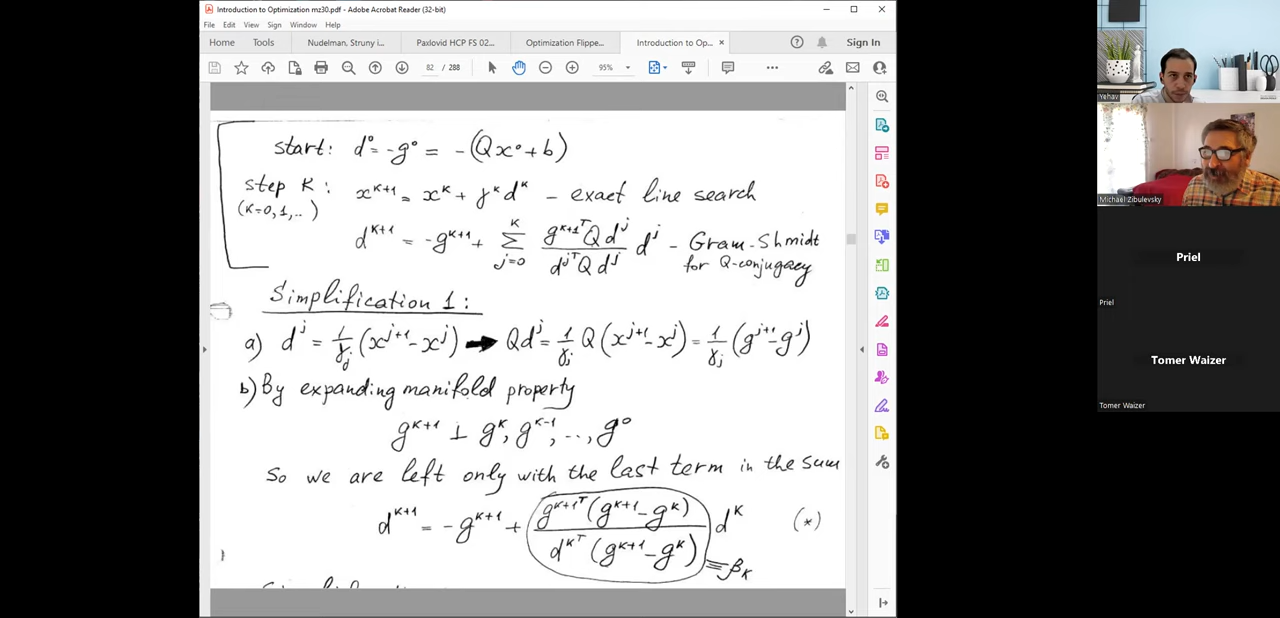 Introduction to Optimization mz30.pdf - Adobe Acrobat Reader (32-bit)
File Edit View Sign Window Help
Home Tools Nudelman, Struny i... Paxlovid HCP FS 02... Optimization Flippe... Introduction to Op... × Sign In
82 / 288 95%
start: d⁰ = -g⁰ = -(Qx⁰ + b)
step K: x^{K+1} = x^K + γ^K d^K - exact line search
(K=0,1,..)
d^{K+1} = -g^{K+1} + Σ_{j=0}^{K} (g^{K+1 T} Q d^j)/(d^{jT} Q d^j) d^j - Gram-Shmidt for Q-conjugacy
Simplification 1:
a) d^j = 1/γ_j (x^{j+1} - x^j) → Qd^j = 1/γ_j Q(x^{j+1} - x^j) = 1/γ_j (g^{j+1} - g^j)
b) By expanding manifold property
g^{K+1} ⊥ g^K, g^{K-1}, .., g⁰
So we are left only with the last term in the sum
d^{K+1} = -g^{K+1} + (g^{K+1 T} (g^{K+1} - g^K))/(d^{K T} (g^{K+1} - g^K)) d^K (*)
= β_K
Yehav
Michael Zibulevsky
Priel
Priel
Tomer Waizer
Tomer Waizer